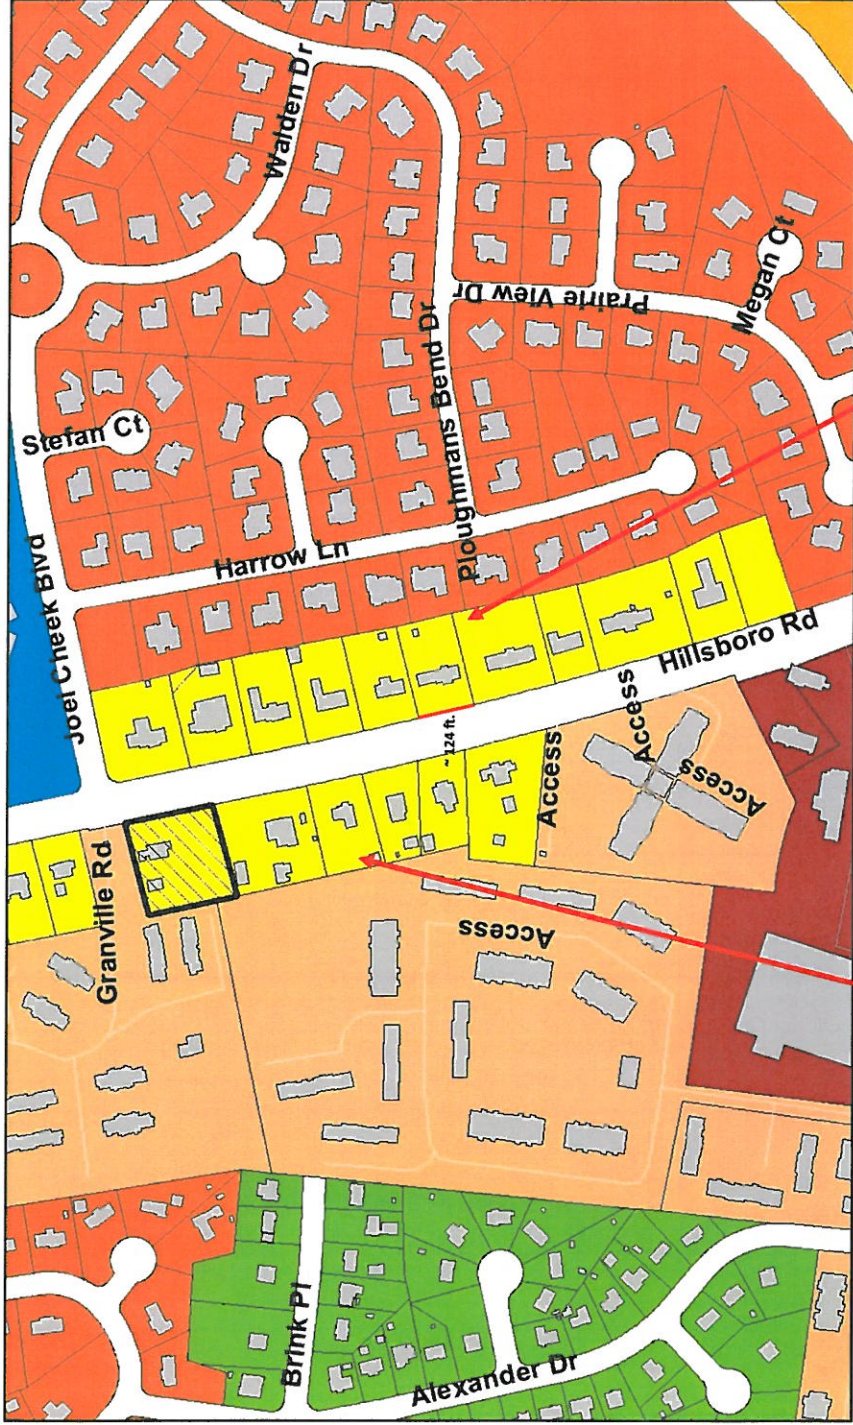 Walden Dr
Stefan Ct
Joel Cheek Blvd
Harrow Ln
Ploughmans Bend Dr
Prairie View Dr
Megan Ct
Hillsboro Rd
~ 124 ft.
Access
Access
Access
Access
Granville Rd
Brink Pl
Alexander Dr